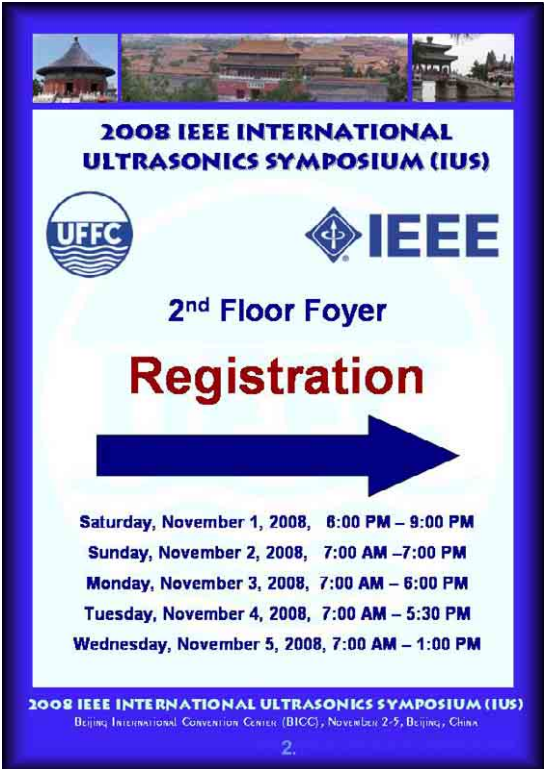 2008 IEEE INTERNATIONAL
ULTRASONICS SYMPOSIUM (IUS)
UFFC
IEEE
®
2nd Floor Foyer
Registration
Saturday, November 1, 2008, 6:00 PM – 9:00 PM
Sunday, November 2, 2008, 7:00 AM –7:00 PM
Monday, November 3, 2008, 7:00 AM – 6:00 PM
Tuesday, November 4, 2008, 7:00 AM – 5:30 PM
Wednesday, November 5, 2008, 7:00 AM – 1:00 PM
2008 IEEE INTERNATIONAL ULTRASONICS SYMPOSIUM (IUS)
Beijing International Convention Center (BICC), November 2-5, Beijing, China
2.